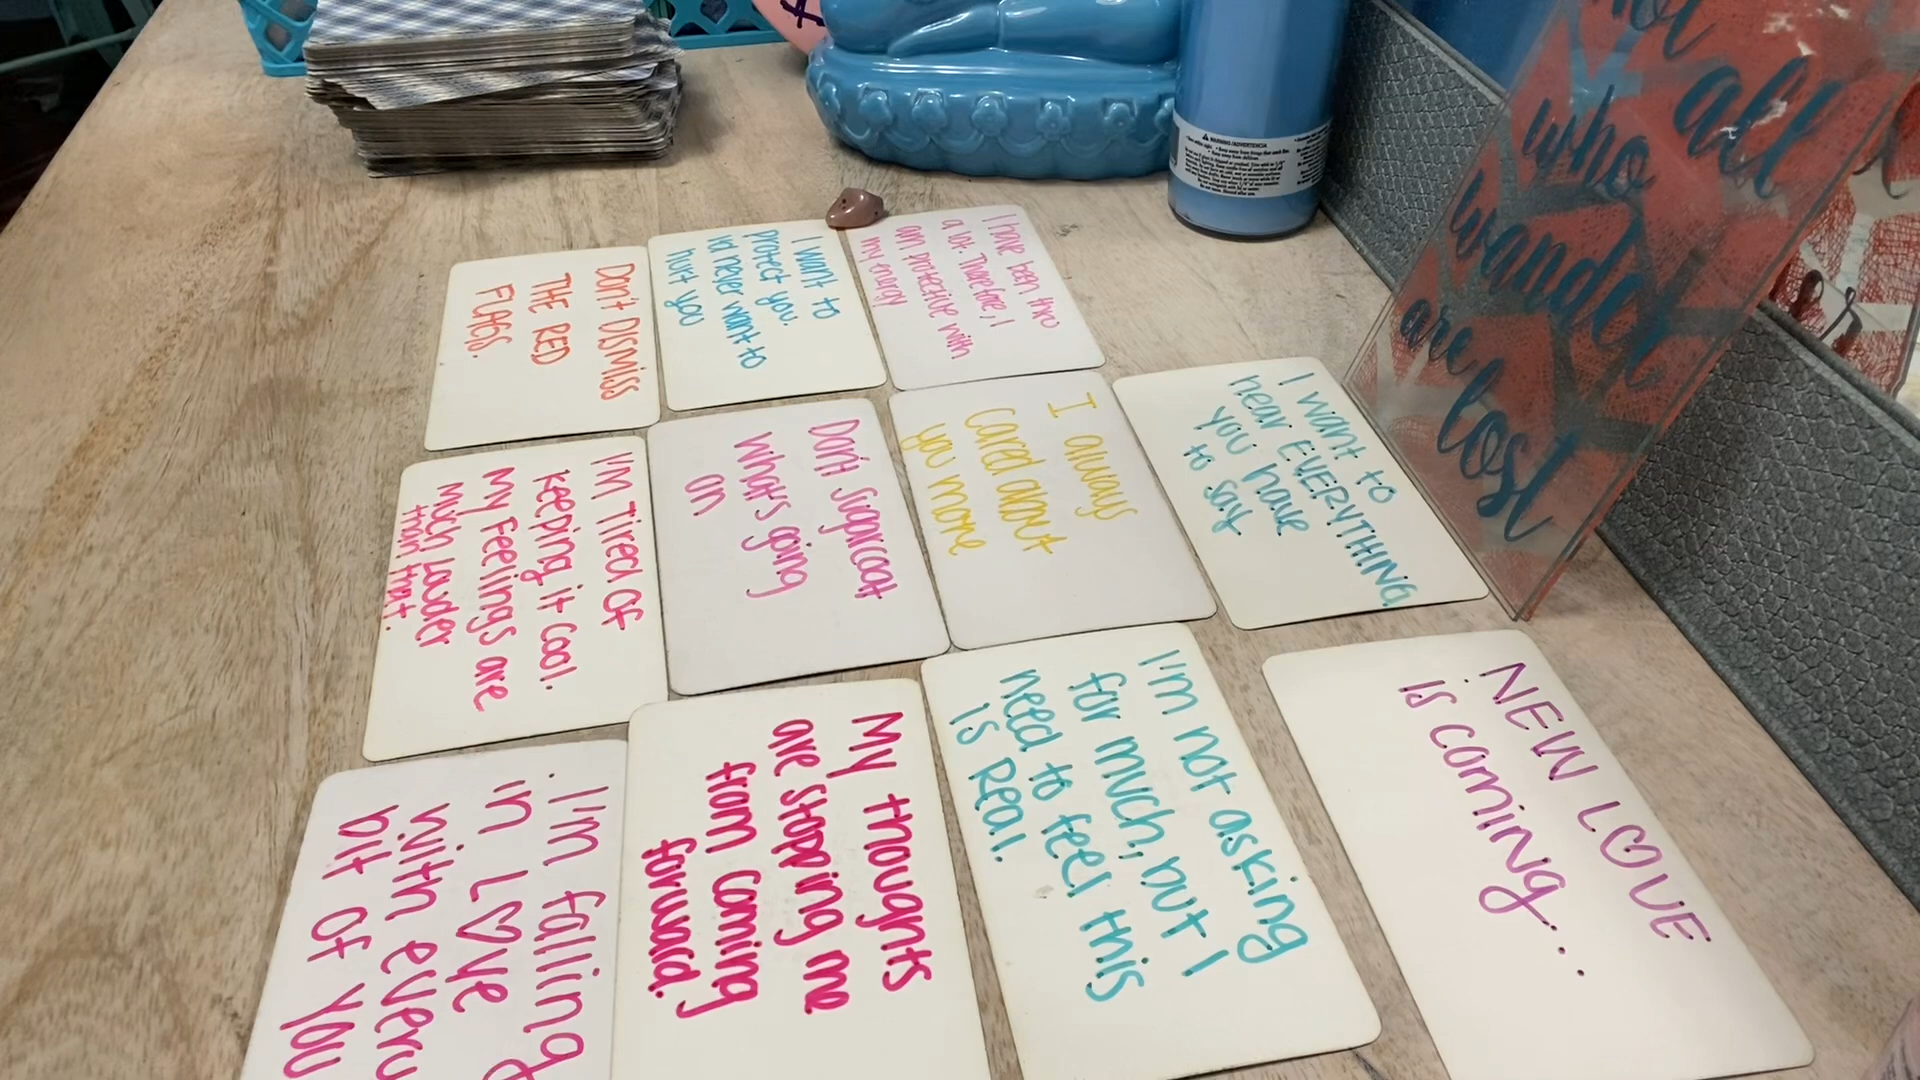 Don't DISMISS
THE RED
FLAGS.
I want to
protect you.
never want to
hurt you
I have been thru
a lot. Therefore, I
am protective with
my energy
I'M Tired OF
keeping it cool.
My Feelings are
much Louder
than that.
Don't Sugarcoat
what's going
on
I always
cared about
you more
I want to
hear EVERYTHING
you have
to say
I'm falling
in Love
with every
bit of you
My thoughts
are stopping me
from coming
forward.
I'm not asking
for much, but I
need to feel this
is Real.
NEW LOVE
is coming...
all
who
wander
are lost
WARNING/ADVERTENCIA